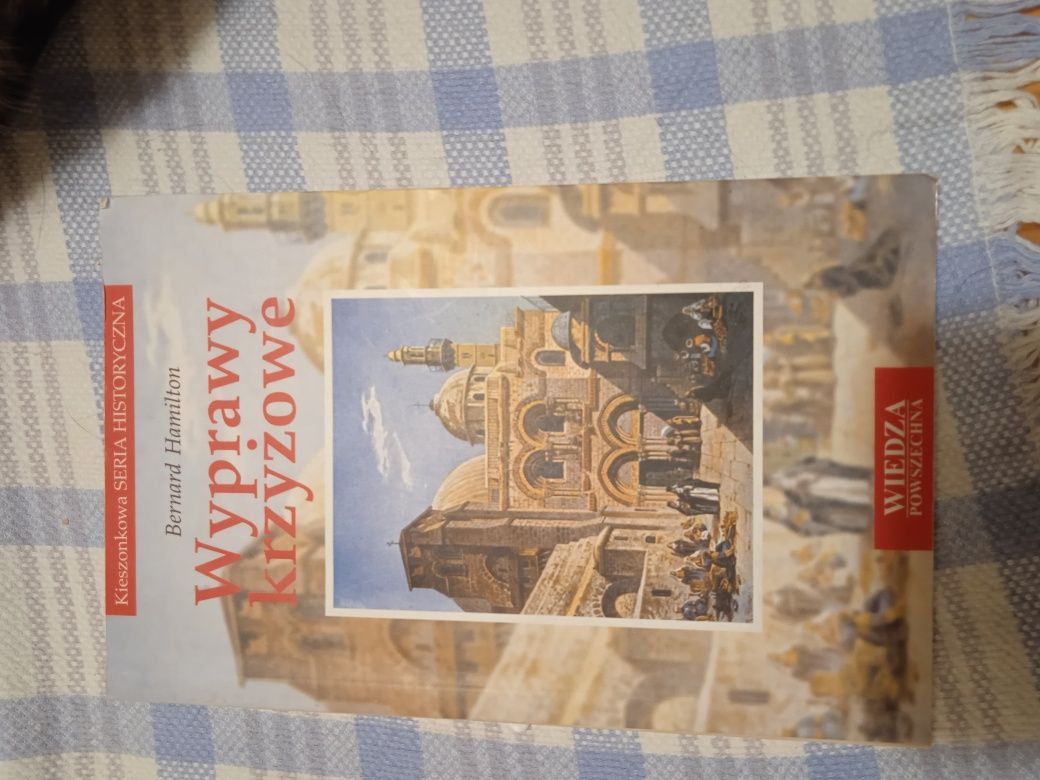 Kieszonkowa SERIA HISTORYCZNA
Bernard Hamilton
Wyprawy
krzyżowe
WIEDZA
POWSZECHNA